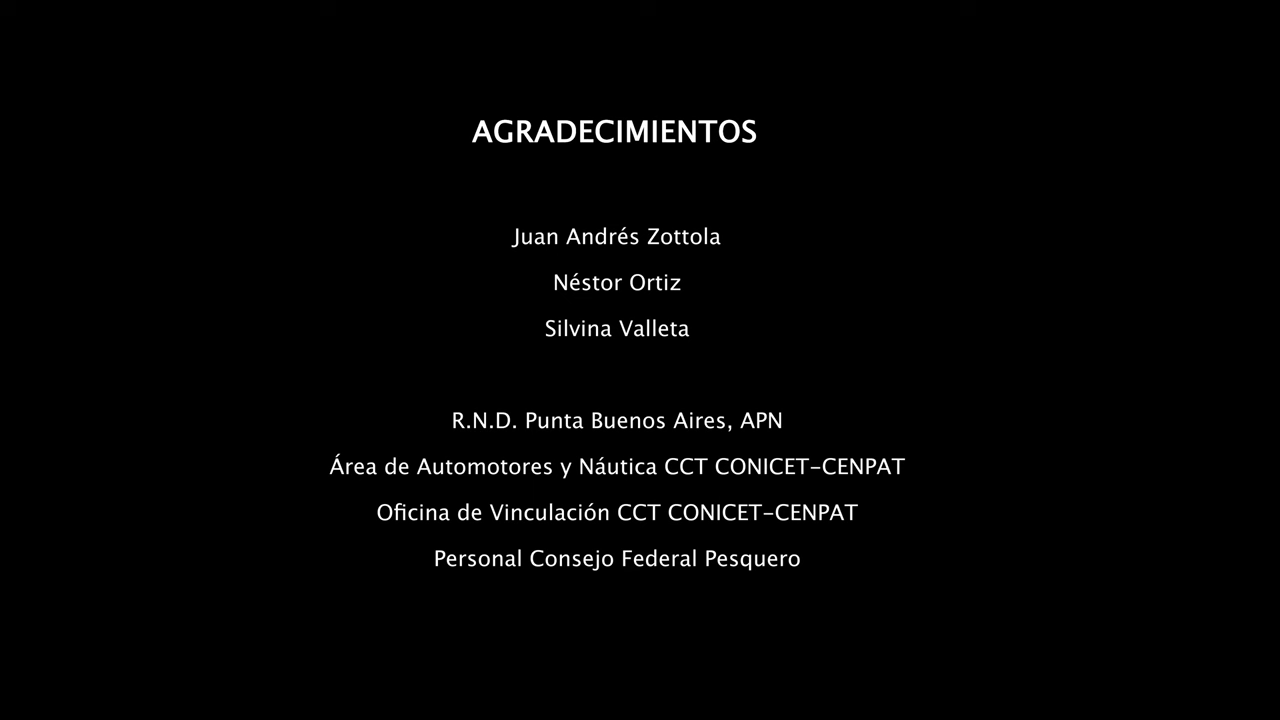 AGRADECIMIENTOS
Juan Andrés Zottola
Néstor Ortiz
Silvina Valleta
R.N.D. Punta Buenos Aires, APN
Área de Automotores y Náutica CCT CONICET-CENPAT
Oficina de Vinculación CCT CONICET-CENPAT
Personal Consejo Federal Pesquero